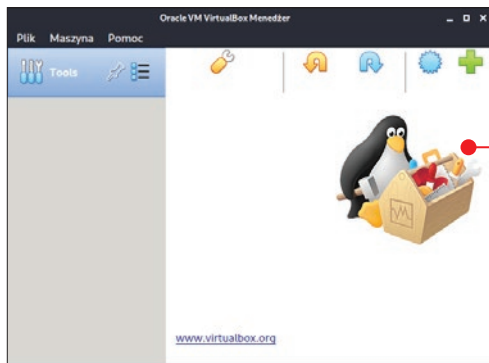 Oracle VM VirtualBox Menedżer
Plik Maszyna Pomoc
Tools
www.virtualbox.org